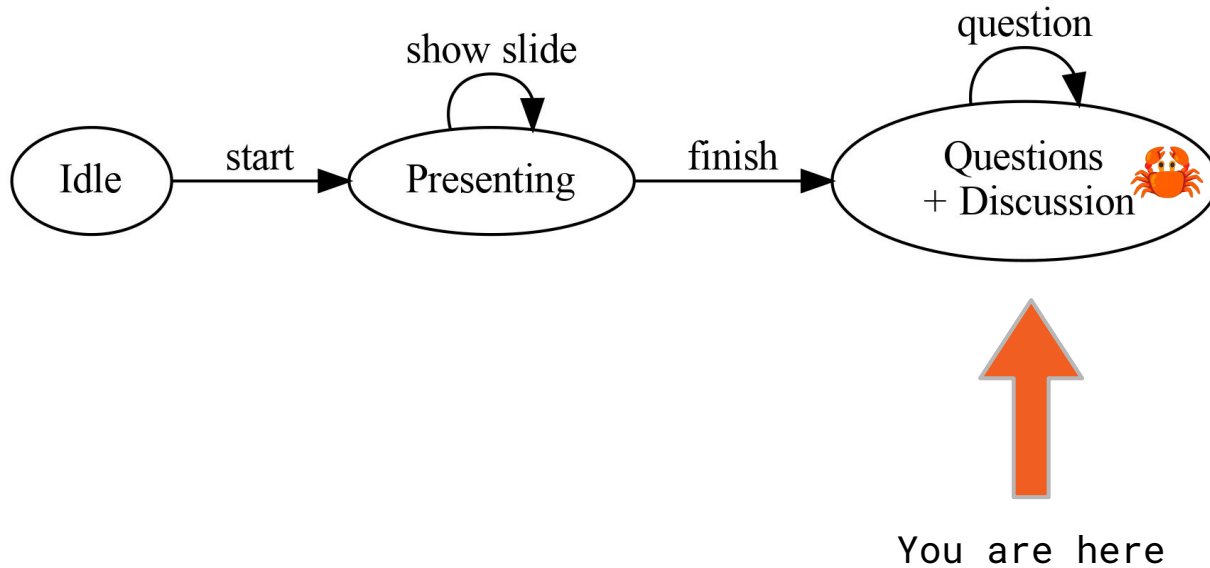 show slide
question
Idle
start
Presenting
finish
Questions
+ Discussion
You are here